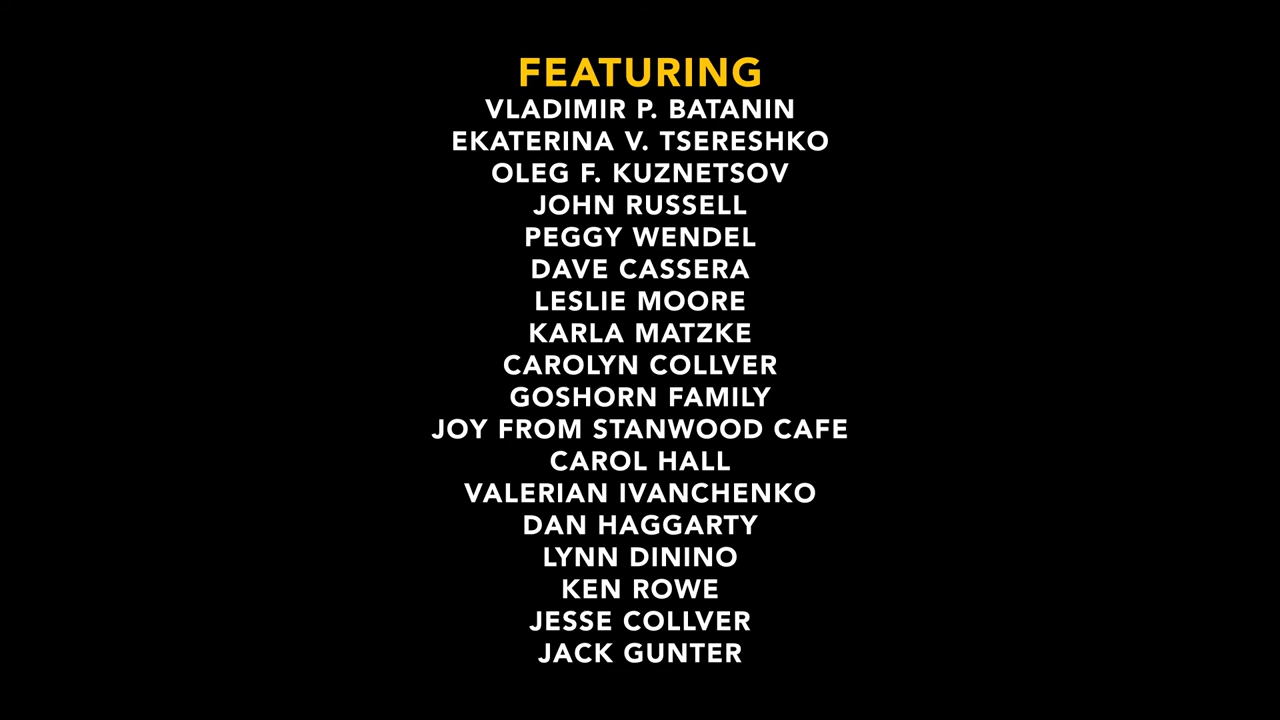 FEATURING
VLADIMIR P. BATANIN
EKATERINA V. TSERESHKO
OLEG F. KUZNETSOV
JOHN RUSSELL
PEGGY WENDEL
DAVE CASSERA
LESLIE MOORE
KARLA MATZKE
CAROLYN COLLVER
GOSHORN FAMILY
JOY FROM STANWOOD CAFE
CAROL HALL
VALERIAN IVANCHENKO
DAN HAGGARTY
LYNN DININO
KEN ROWE
JESSE COLLVER
JACK GUNTER